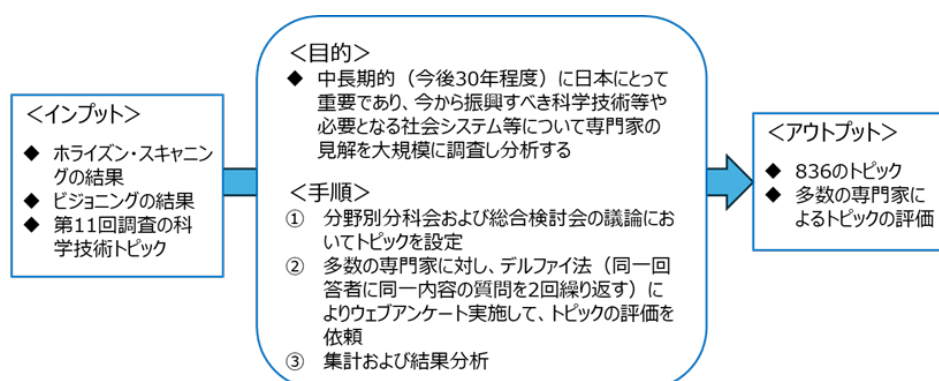 ＜インプット＞
◆ ホライズン・スキャニン
グの結果
◆ ビジョニングの結果
◆ 第11回調査の科
学技術トピック
＜目的＞
◆ 中長期的（今後30年程度）に日本にとって
重要であり、今から振興すべき科学技術等や
必要となる社会システム等について専門家の
見解を大規模に調査し分析する
＜手順＞
① 分野別分科会および総合検討会の議論にお
いてトピックを設定
② 多数の専門家に対し、デルファイ法（同一回
答者に同一内容の質問を2回繰り返す）に
よりウェブアンケート実施して、トピックの評価を
依頼
③ 集計および結果分析
＜アウトプット＞
◆ 836のトピック
◆ 多数の専門家に
よるトピックの評価